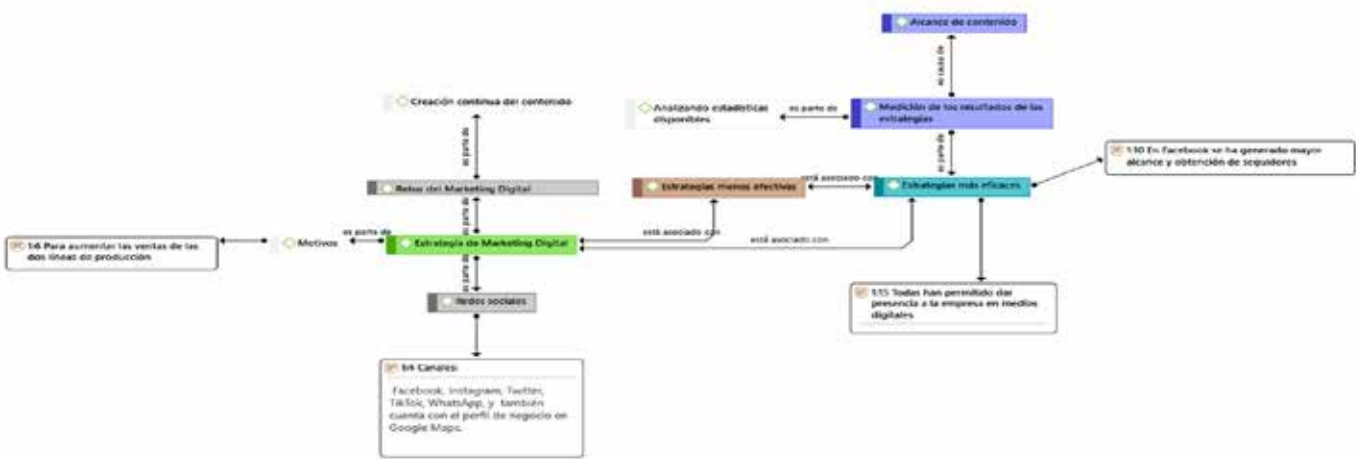 Alcance de contenido
es causa de
Creación continua del contenido
Analizando estadísticas
disponibles
es parte de
Medición de los resultados de las
estrategias
es parte de
es parte de
1:10 En Facebook se ha generado mayor
alcance y obtención de seguidores
Retos del Marketing Digital
Estrategias menos efectivas
está asociado con
Estrategias más eficaces
es parte de
1:6 Para aumentar las ventas de las
dos líneas de producción
Motivos
es parte de
Estrategia de Marketing Digital
está asociado con
está asociado con
es parte de
Redes sociales
1:15 Todas han permitido dar
presencia a la empresa en medios
digitales
1:4 Canales:
Facebook, Instagram, Twitter,
TikTok, WhatsApp, y también
cuenta con el perfil de negocio en
Google Maps.